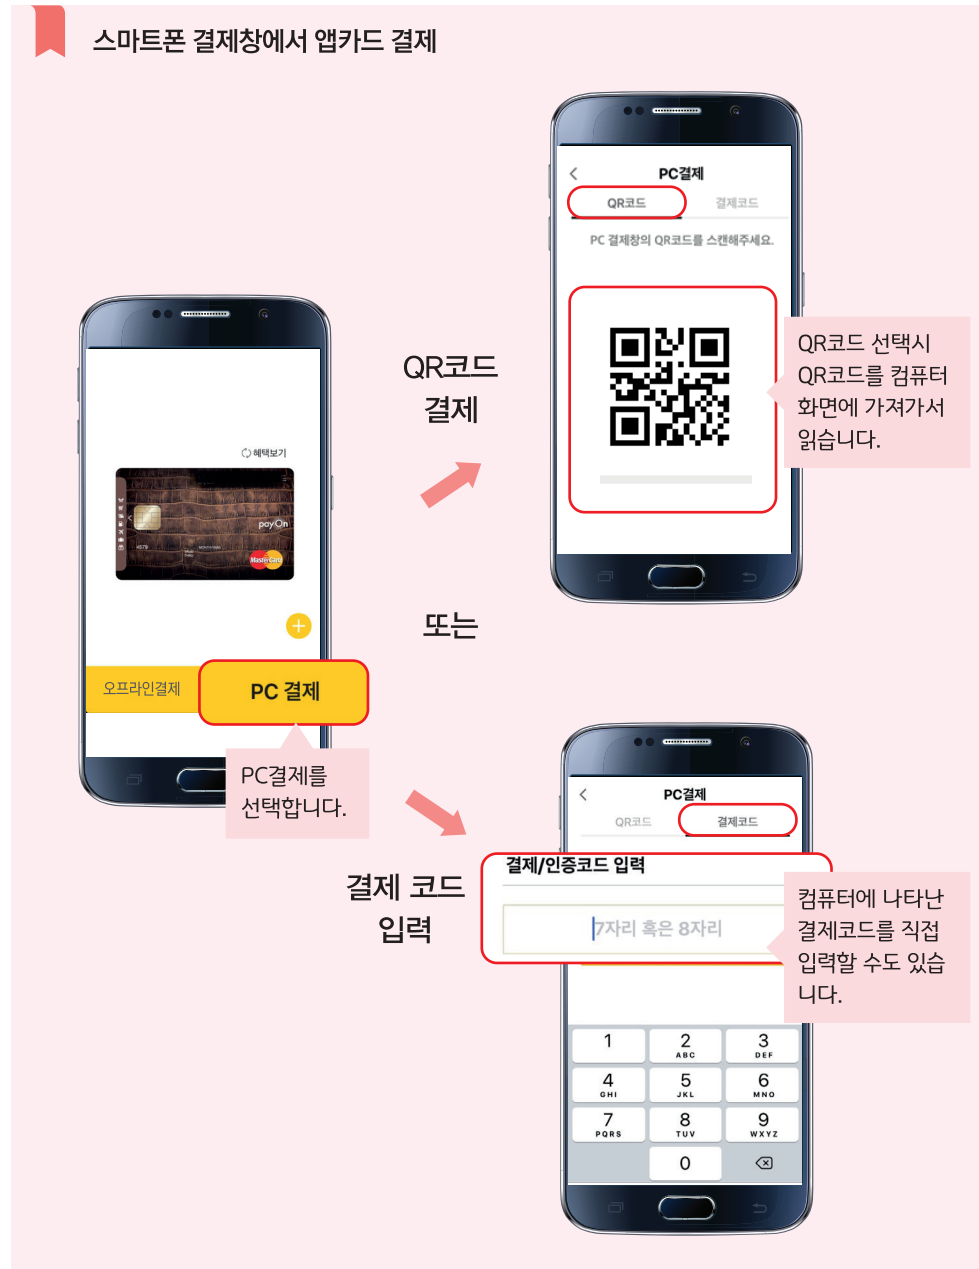 스마트폰 결제창에서 앱카드 결제
PC결제
QR코드
결제코드
PC 결제창의 QR코드를 스캔해주세요.
QR코드 선택시
QR코드를 컴퓨터
화면에 가져가서
읽습니다.
QR코드
결제
혜택보기
payOn
MasterCard
또는
오프라인결제
PC 결제
PC결제를
선택합니다.
결제 코드
입력
PC결제
QR코드
결제코드
결제/인증코드 입력
7자리 혹은 8자리
컴퓨터에 나타난
결제코드를 직접
입력할 수도 있습
니다.
1
2
ABC
3
DEF
4
GHI
5
JKL
6
MNO
7
PQRS
8
TUV
9
WXYZ
0